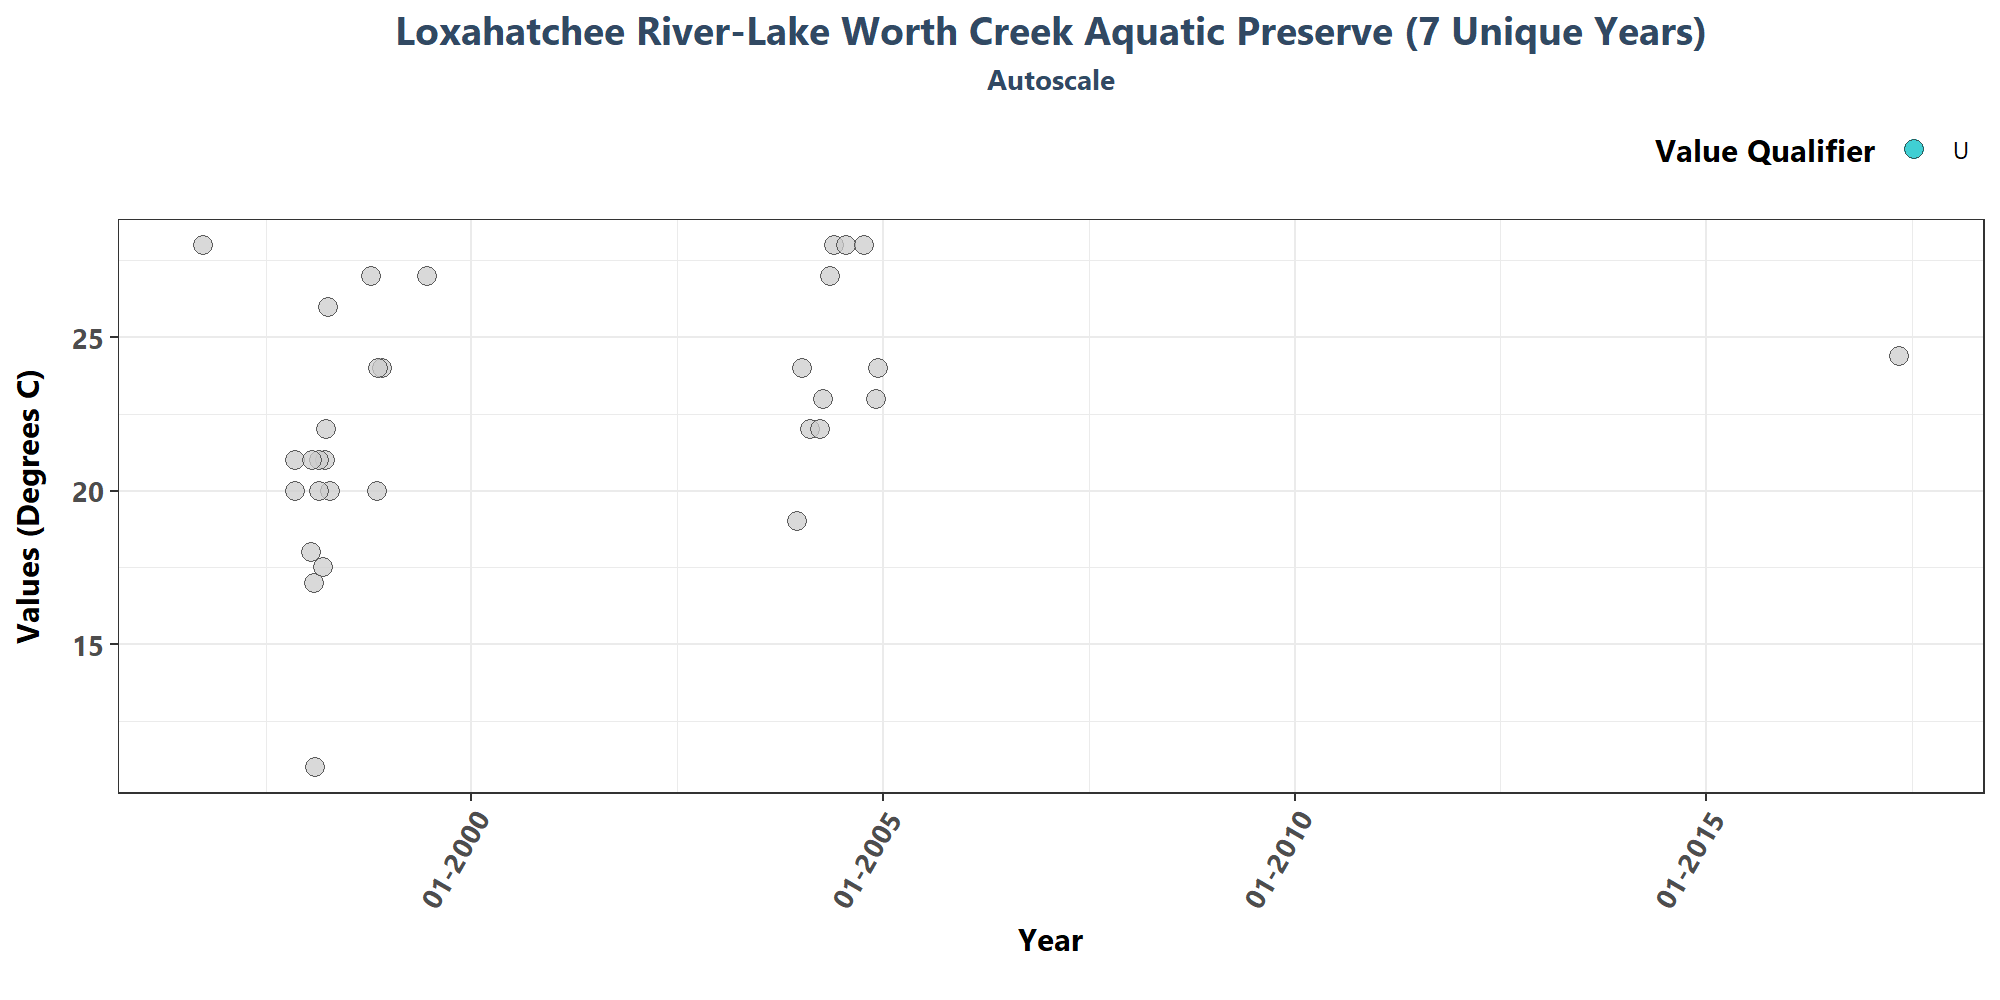 Loxahatchee River-Lake Worth Creek Aquatic Preserve (7 Unique Years)
Autoscale
Value Qualifier U
Values (Degrees C)
25
20
15
01-2000
01-2005
01-2010
01-2015
Year